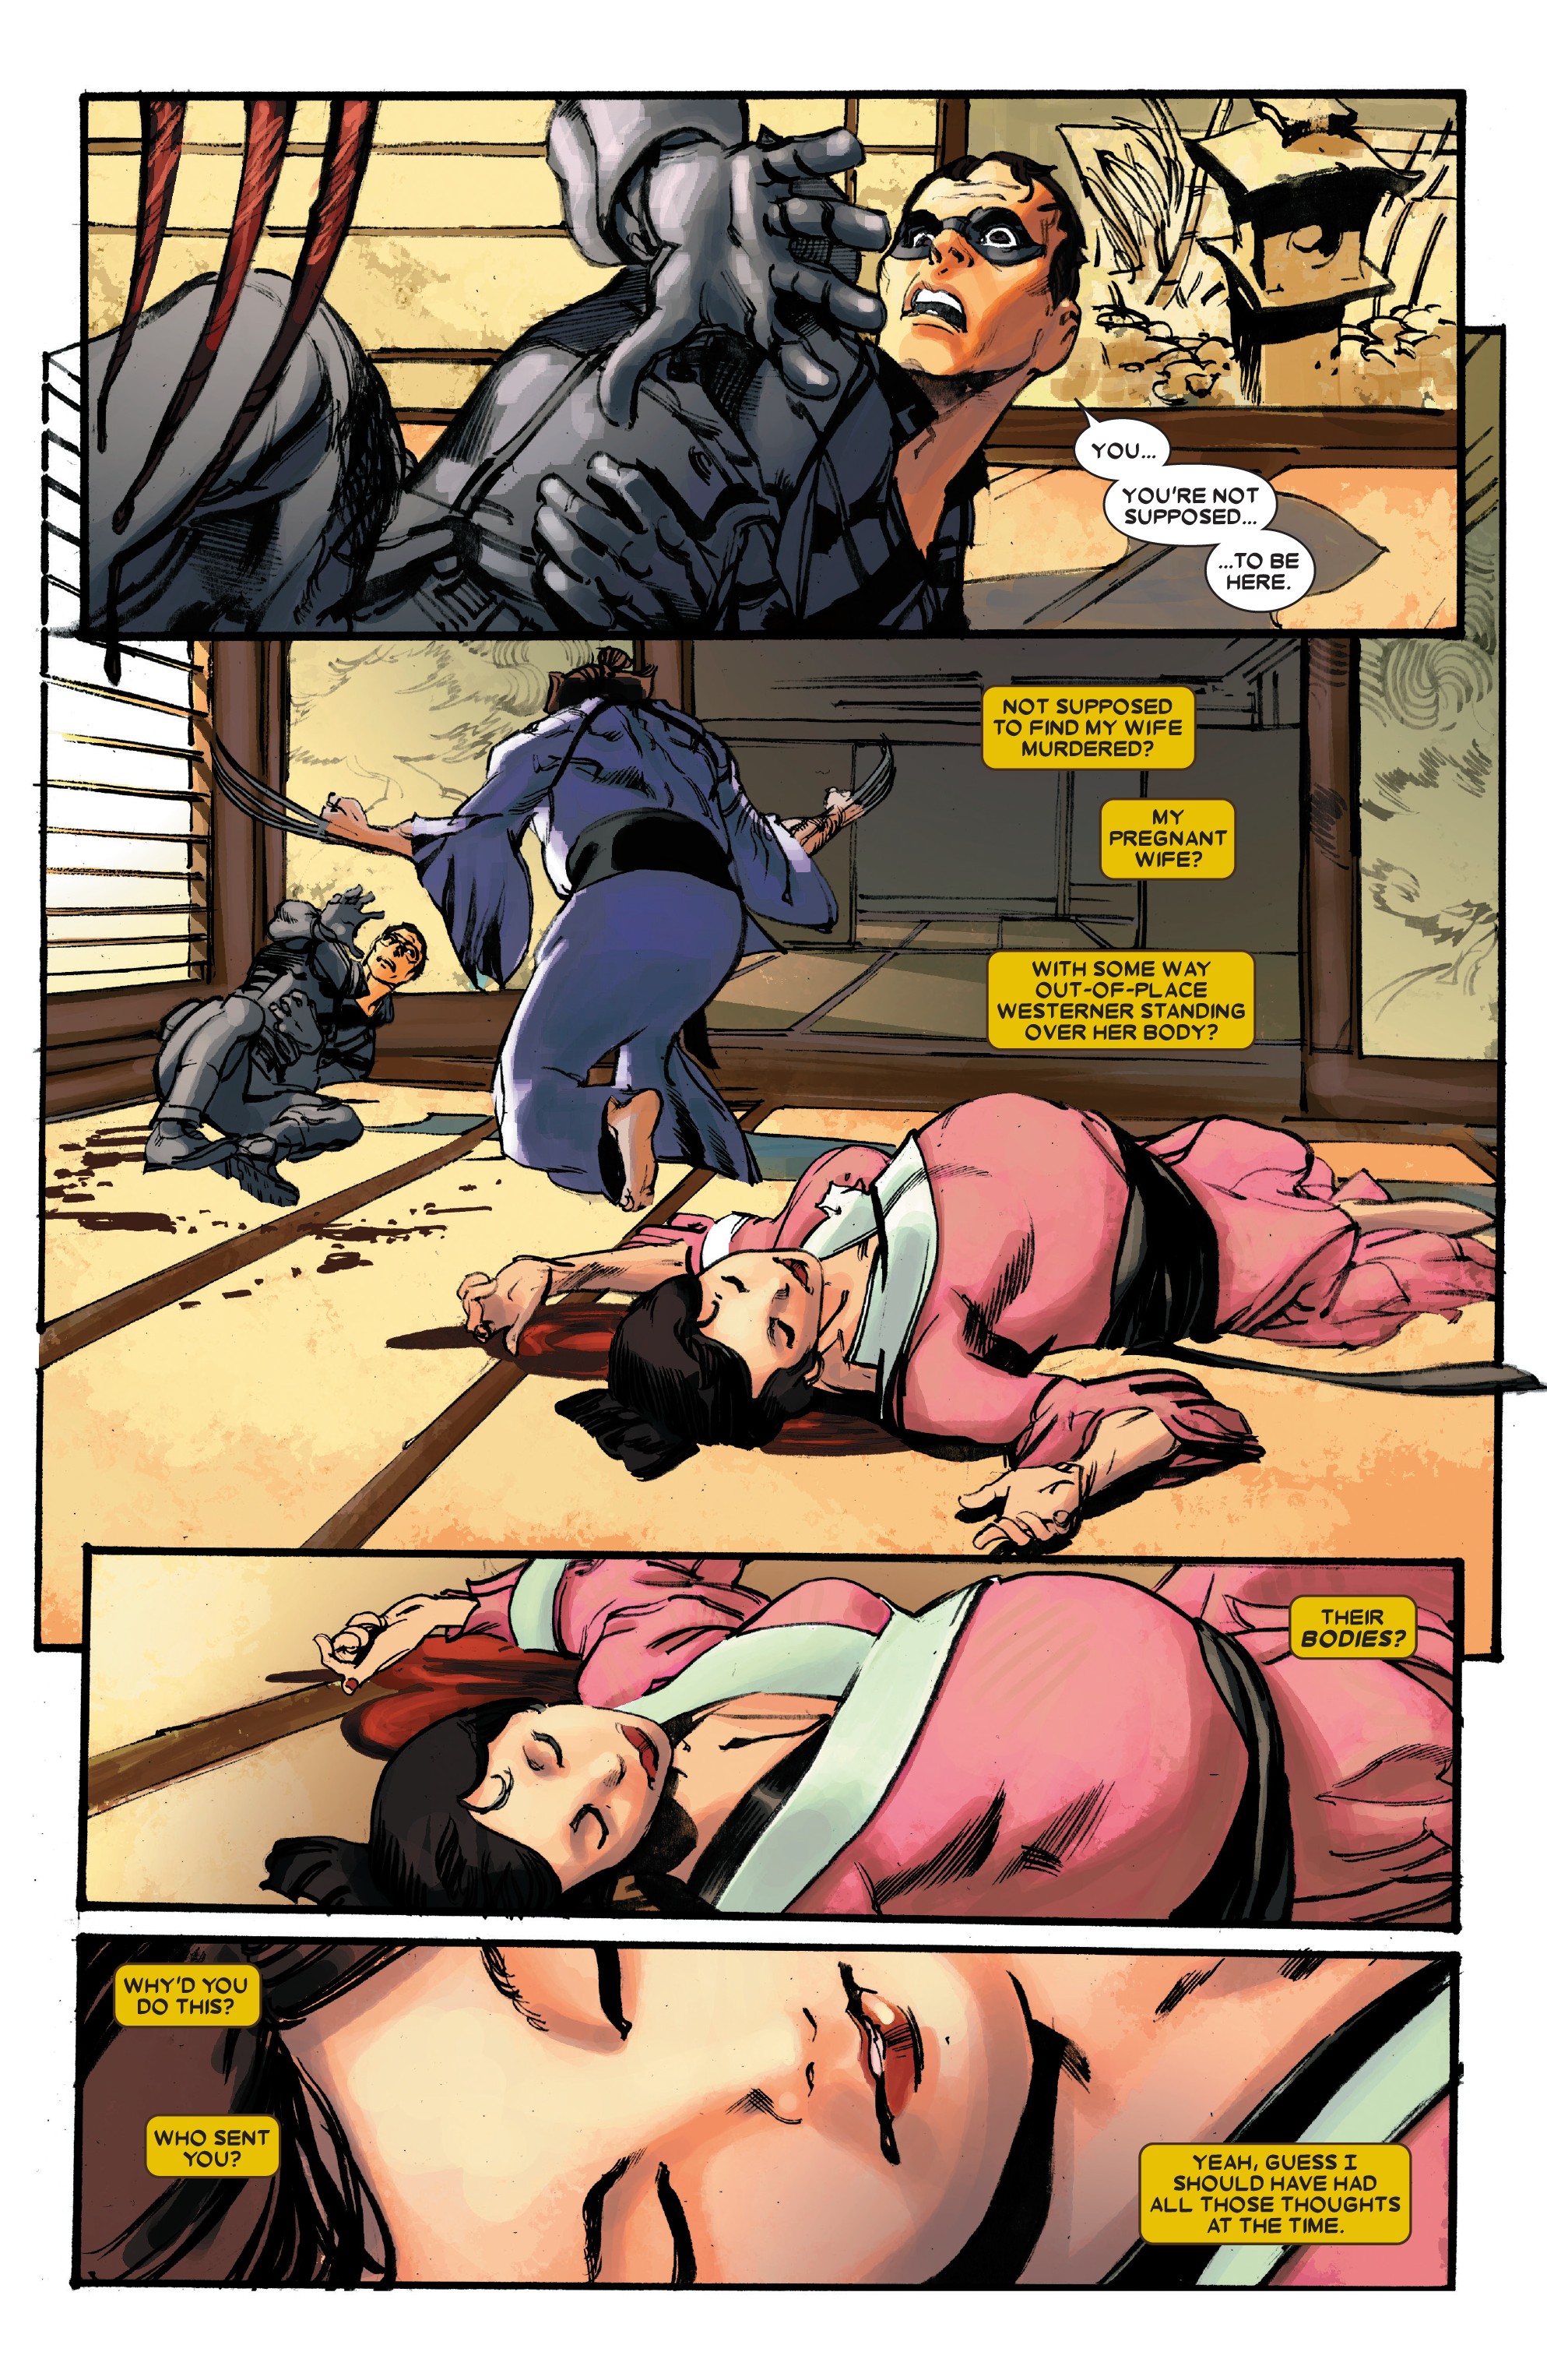 YOU...
YOU'RE NOT
SUPPOSED...
...TO BE
HERE.
NOT SUPPOSED
TO FIND MY WIFE
MURDERED?
MY
PREGNANT
WIFE?
WITH SOME WAY
OUT-OF-PLACE
WESTERNER STANDING
OVER HER BODY?
THEIR
BODIES?
WHY'D YOU
DO THIS?
WHO SENT
YOU?
YEAH, GUESS I
SHOULD HAVE HAD
ALL THOSE THOUGHTS
AT THE TIME.